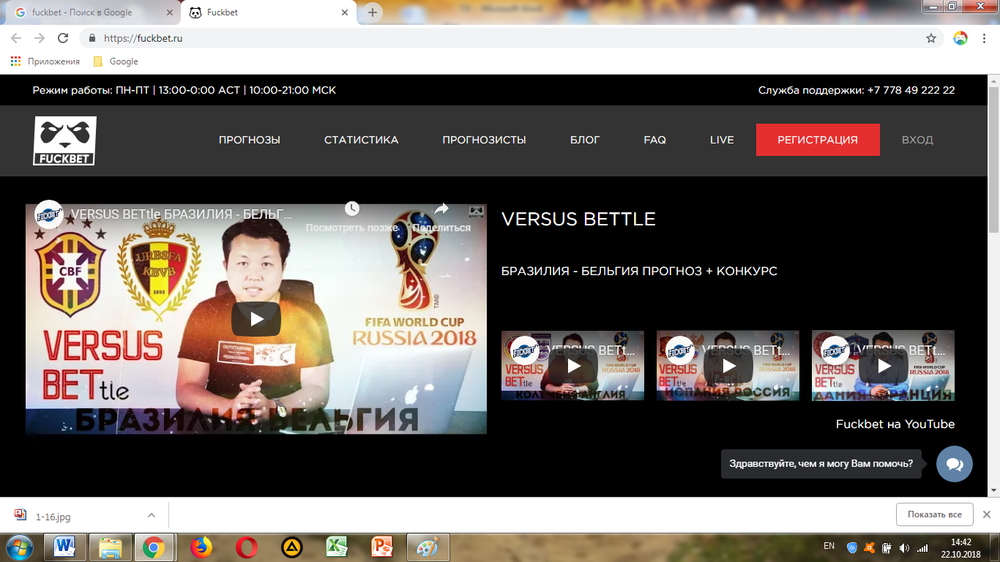 fuckbet - Поиск в Google
Fuckbet
https://fuckbet.ru
Приложения
Google
Режим работы: ПН-ПТ | 13:00-0:00 АСТ | 10:00-21:00 МСК
Служба поддержки: +7 778 49 222 22
FUCKBET
ПРОГНОЗЫ
СТАТИСТИКА
ПРОГНОЗИСТЫ
БЛОГ
FAQ
LIVE
РЕГИСТРАЦИЯ
ВХОД
FUCKBET
VERSUS BETtle БРАЗИЛИЯ - БЕЛЬГ...
Посмотреть позже
Поделиться
CBF
URBSFA
KBVB
1895
OUTSTANDING
TM©
FIFA WORLD CUP
RUSSIA 2018
VERSUS
BETtle
БРАЗИЛИЯ БЕЛЬГИЯ
VERSUS BETTLE
БРАЗИЛИЯ - БЕЛЬГИЯ ПРОГНОЗ + КОНКУРС
FUCKBET
VERSUS BETt...
VERSUS
BETtle
FIFA WORLD CUP
RUSSIA 2018
КОЛУМБИЯ АНГЛИЯ
FUCKBET
VERSUS BETt...
VERSUS
BETtle
FIFA WORLD CUP
RUSSIA 2018
ИСПАНИЯ РОССИЯ
FUCKBET
VERSUS BETt...
VERSUS
BETtle
FIFA WORLD CUP
RUSSIA 2018
ДАНИЯ ФРАНЦИЯ
Fuckbet на YouTube
Здравствуйте, чем я могу Вам помочь?
1-16.jpg
Показать все
EN
14:42
22.10.2018